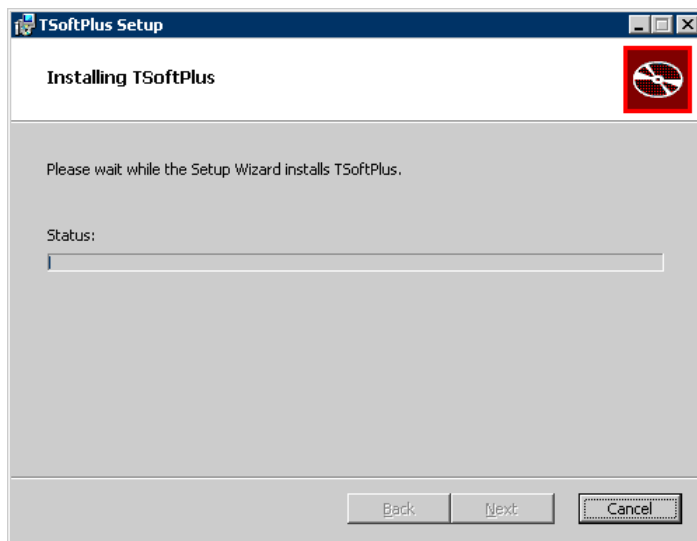 TSoftPlus Setup
Installing TSoftPlus
Please wait while the Setup Wizard installs TSoftPlus.
Status:
Back Next Cancel